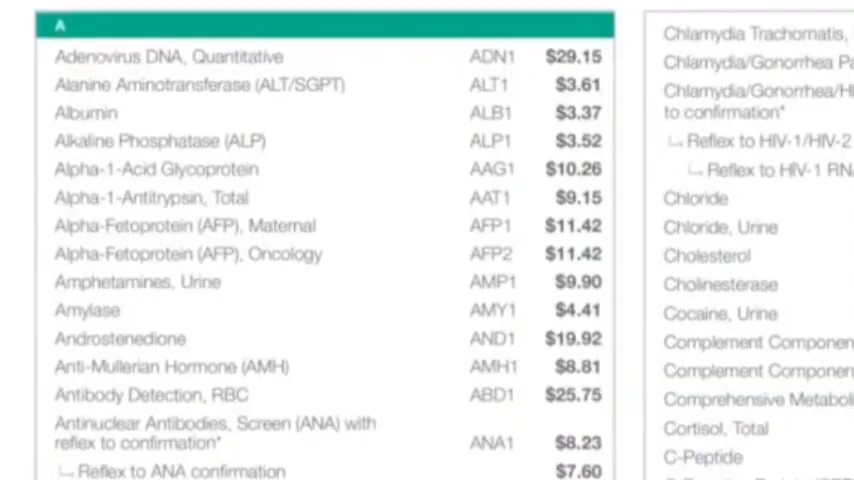 A
Adenovirus DNA, Quantitative ADN1 $29.15
Alanine Aminotransferase (ALT/SGPT) ALT1 $3.61
Albumin ALB1 $3.37
Alkaline Phosphatase (ALP) ALP1 $3.52
Alpha-1-Acid Glycoprotein AAG1 $10.26
Alpha-1-Antitrypsin, Total AAT1 $9.15
Alpha-Fetoprotein (AFP), Maternal AFP1 $11.42
Alpha-Fetoprotein (AFP), Oncology AFP2 $11.42
Amphetamines, Urine AMP1 $9.90
Amylase AMY1 $4.41
Androstenedione AND1 $19.92
Anti-Mullerian Hormone (AMH) AMH1 $8.81
Antibody Detection, RBC ABD1 $25.75
Antinuclear Antibodies, Screen (ANA) with
reflex to confirmation* ANA1 $8.23
Reflex to ANA confirmation $7.60
Chlamydia Trachomatis,
Chlamydia/Gonorrhea
Chlamydia/Gonorrhea/
to confirmation*
Reflex to HIV-1/HIV-2
Reflex to HIV-1
Chloride
Chloride, Urine
Cholesterol
Cholinesterase
Cocaine, Urine
Complement
Complement
Comprehensive
Cortisol, Total
C-Peptide